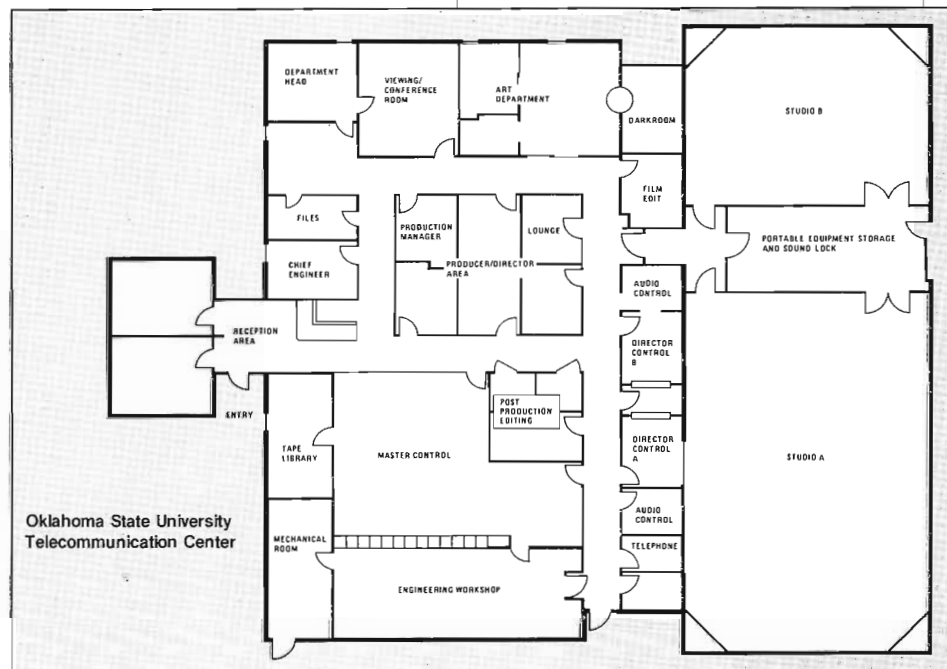 DEPARTMENT
HEAD
VIEWING/
CONFERENCE
ROOM
ART
DEPARTMENT
DARKROOM
STUDIO B
FILM
EDIT
FILES
PRODUCTION
MANAGER
LOUNGE
PORTABLE EQUIPMENT STORAGE
AND SOUND LOCK
CHIEF
ENGINEER
PRODUCER/DIRECTOR
AREA
AUDIO
CONTROL
RECEPTION
AREA
DIRECTOR
CONTROL
B
ENTRY
POST
PRODUCTION
EDITING
TAPE
LIBRARY
MASTER CONTROL
DIRECTOR
CONTROL
A
STUDIO A
Oklahoma State University
Telecommunication Center
MECHANICAL
ROOM
AUDIO
CONTROL
TELEPHONE
ENGINEERING WORKSHOP